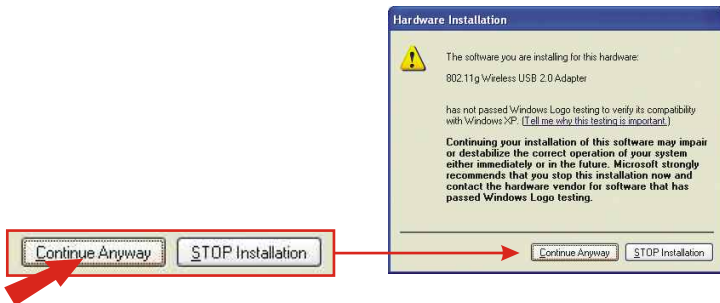 Hardware Installation
The software you are installing for this hardware:
802.11g Wireless USB 2.0 Adapter
has not passed Windows Logo testing to verify its compatibility
with Windows XP. (Tell me why this testing is important.)
Continuing your installation of this software may impair
or destabilize the correct operation of your system
either immediately or in the future. Microsoft strongly
recommends that you stop this installation now and
contact the hardware vendor for software that has
passed Windows Logo testing.
Continue Anyway STOP Installation
Continue Anyway STOP Installation